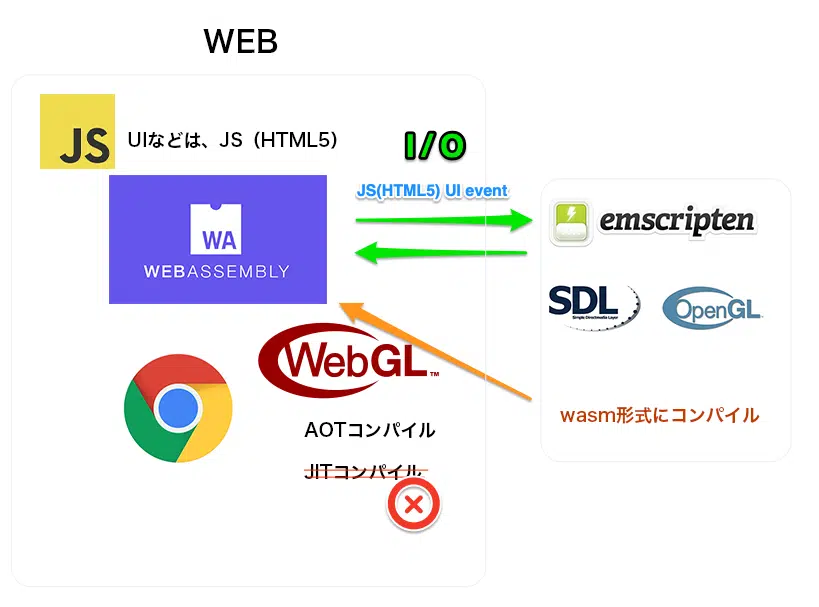 WEB
JS
UIなどは、JS（HTML5）
I/O
JS(HTML5) UI event
WA
WEBASSEMBLY
emscripten
SDL
Simple Directmedia Layer
OpenGL
WebGL™
wasm形式にコンパイル
AOTコンパイル
JITコンパイル